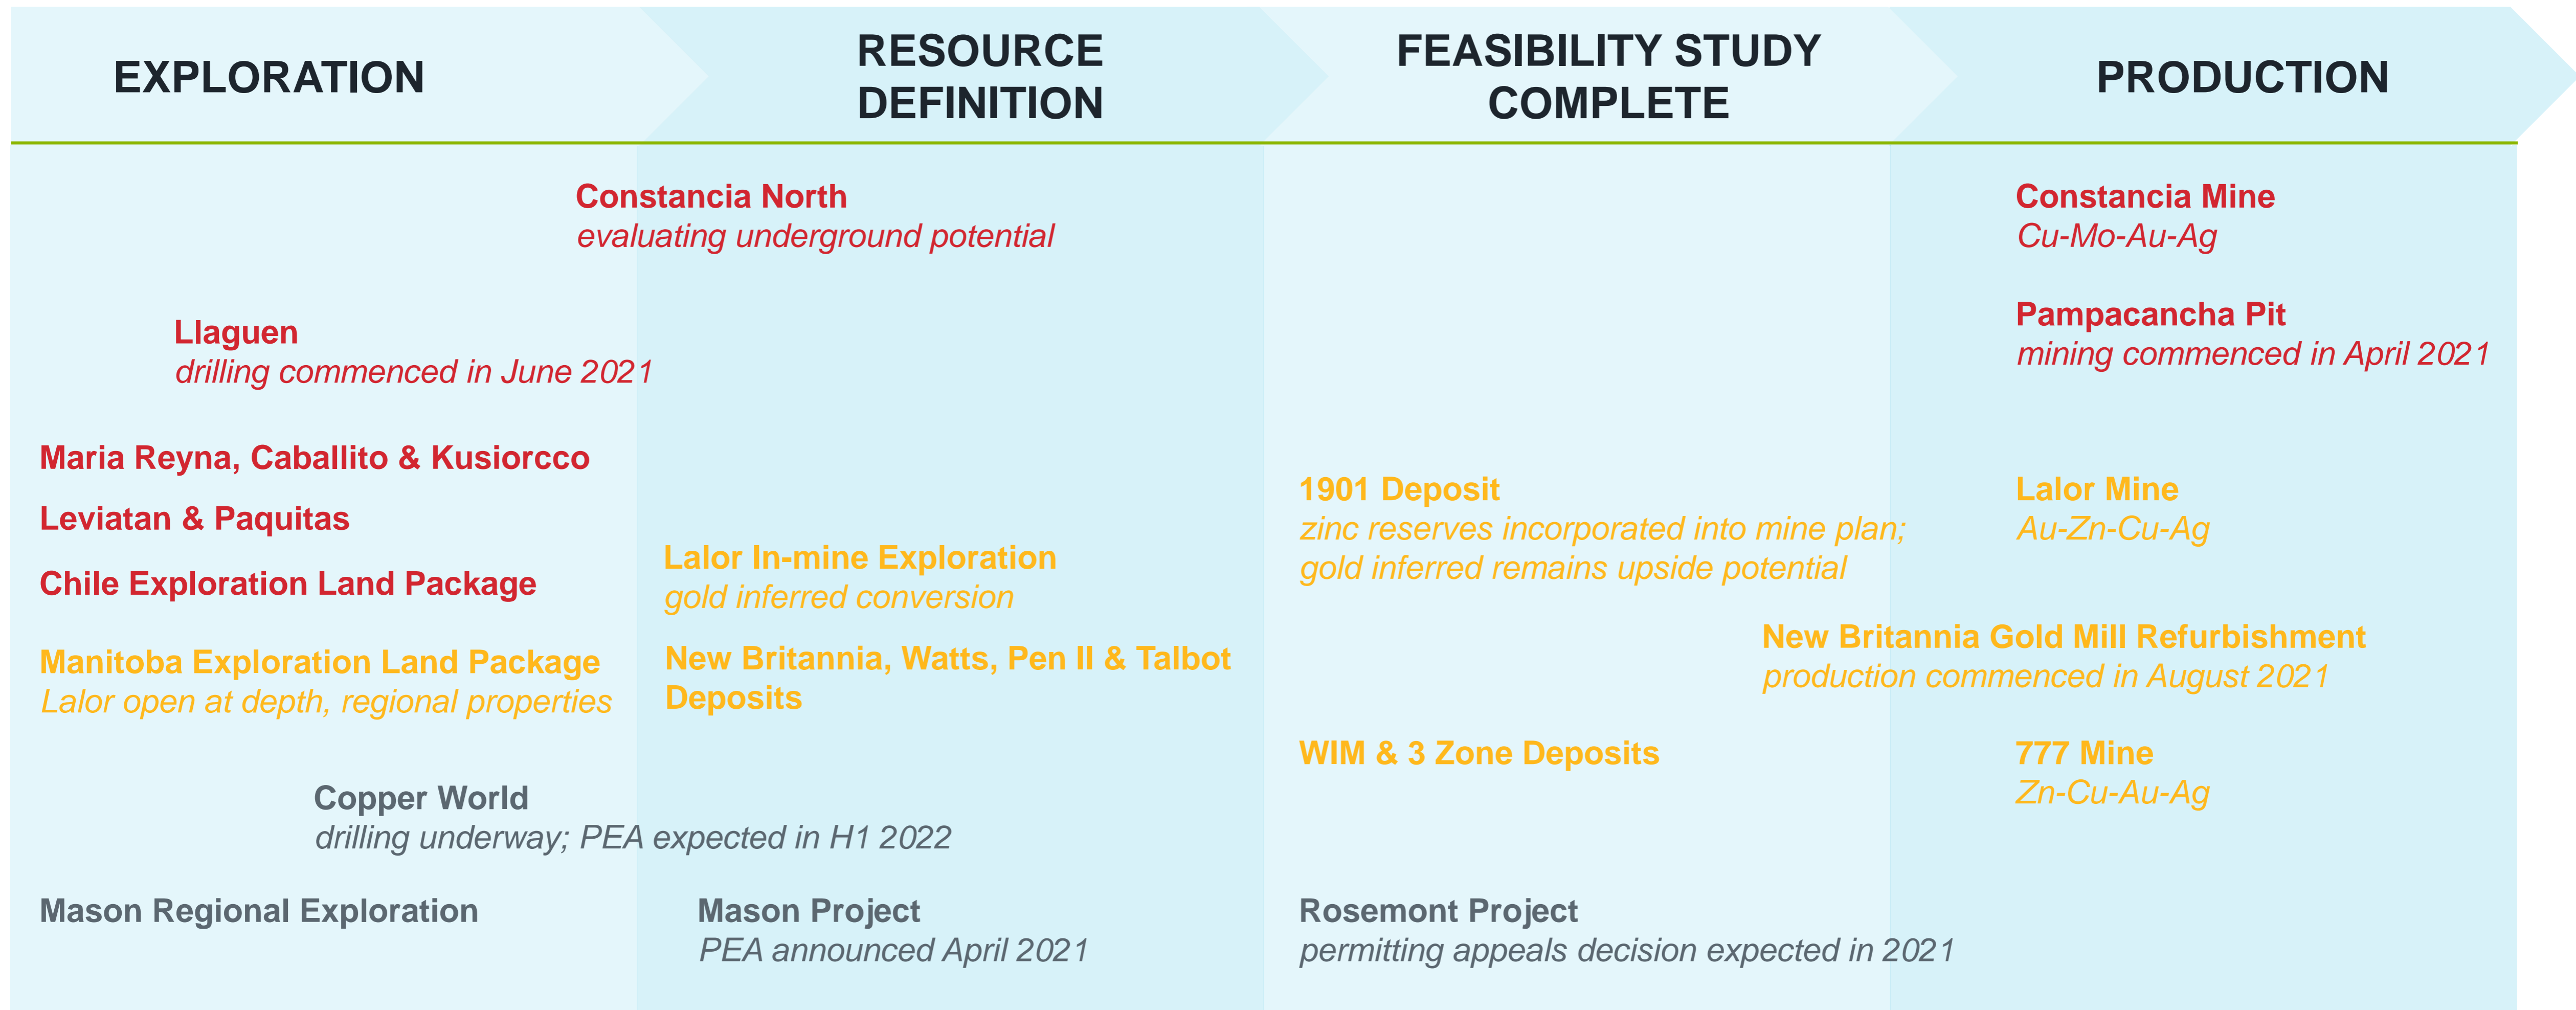 EXPLORATION
RESOURCE
DEFINITION
FEASIBILITY STUDY
COMPLETE
PRODUCTION
Constancia North
evaluating underground potential
Llaguen
drilling commenced in June 2021
Maria Reyna, Caballito & Kusiorcco
Leviatan & Paquitas
Chile Exploration Land Package
Manitoba Exploration Land Package
Lalor open at depth, regional properties
Copper World
drilling underway; PEA expected in H1 2022
Mason Regional Exploration
Lalor In-mine Exploration
gold inferred conversion
New Britannia, Watts, Pen II & Talbot
Deposits
Mason Project
PEA announced April 2021
1901 Deposit
zinc reserves incorporated into mine plan;
gold inferred remains upside potential
WIM & 3 Zone Deposits
Rosemont Project
permitting appeals decision expected in 2021
Constancia Mine
Cu-Mo-Au-Ag
Pampacancha Pit
mining commenced in April 2021
Lalor Mine
Au-Zn-Cu-Ag
New Britannia Gold Mill Refurbishment
production commenced in August 2021
777 Mine
Zn-Cu-Au-Ag